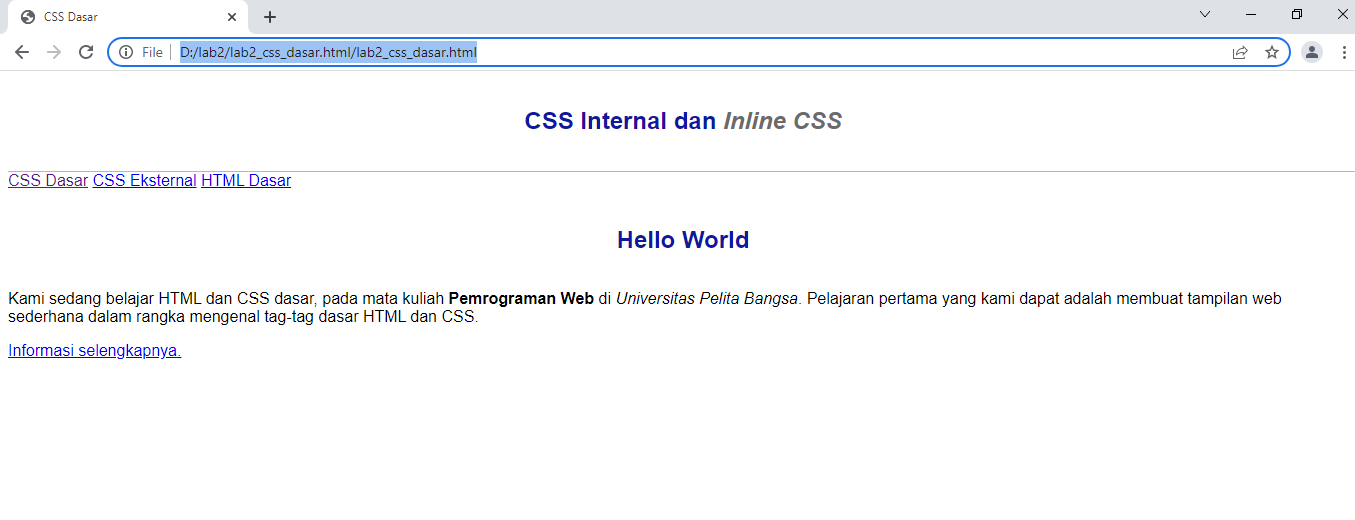 CSS Dasar
File D:/lab2/lab2_css_dasar.html/lab2_css_dasar.html
CSS Internal dan Inline CSS
CSS Dasar CSS Eksternal HTML Dasar
Hello World
Kami sedang belajar HTML dan CSS dasar, pada mata kuliah Pemrograman Web di Universitas Pelita Bangsa. Pelajaran pertama yang kami dapat adalah membuat tampilan web
sederhana dalam rangka mengenal tag-tag dasar HTML dan CSS.
Informasi selengkapnya.